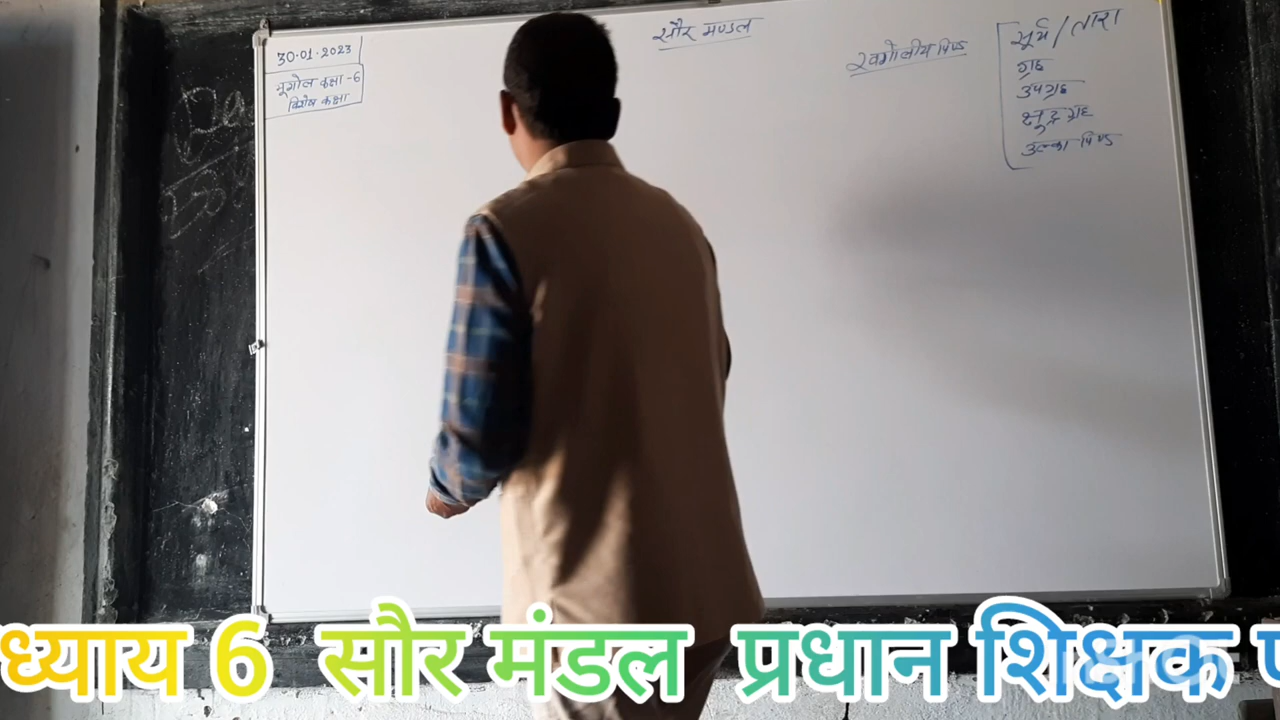 30.01.2023
भूगोल कक्षा -6
विशेष कक्षा
सौर मण्डल
खगोलीय पिण्ड
सूर्य / तारा
ग्रह
उपग्रह
क्षुद्र ग्रह
उल्का पिण्ड
ध्याय 6 सौर मंडल प्रधान शिक्षक